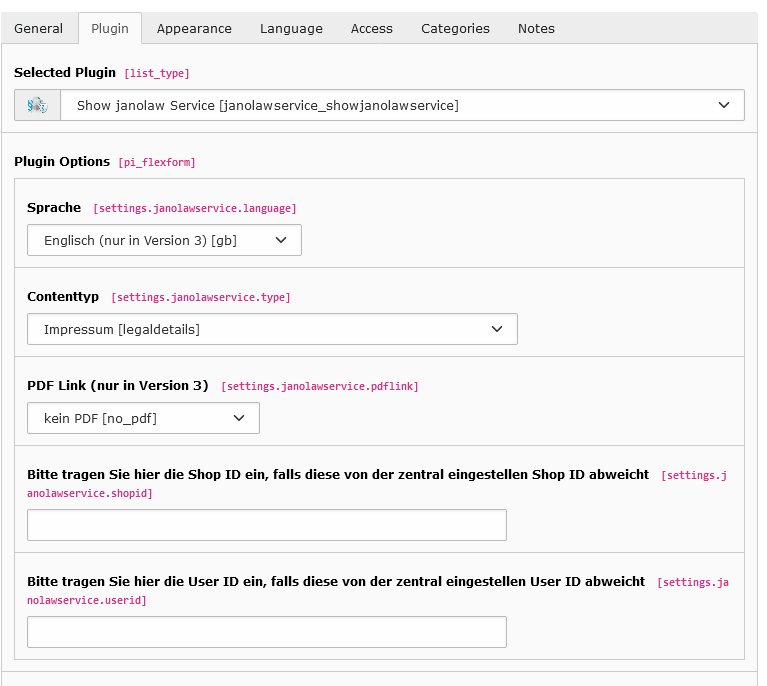 General Plugin Appearance Language Access Categories Notes
Selected Plugin [list_type]
Show janolaw Service [janolawservice_showjanolawservice]
Plugin Options [pi_flexform]
Sprache [settings.janolawservice.language]
Englisch (nur in Version 3) [gb]
Contenttyp [settings.janolawservice.type]
Impressum [legaldetails]
PDF Link (nur in Version 3) [settings.janolawservice.pdflink]
kein PDF [no_pdf]
Bitte tragen Sie hier die Shop ID ein, falls diese von der zentral eingestellen Shop ID abweicht [settings.j
anolawservice.shopid]
Bitte tragen Sie hier die User ID ein, falls diese von der zentral eingestellen User ID abweicht [settings.ja
nolawservice.userid]